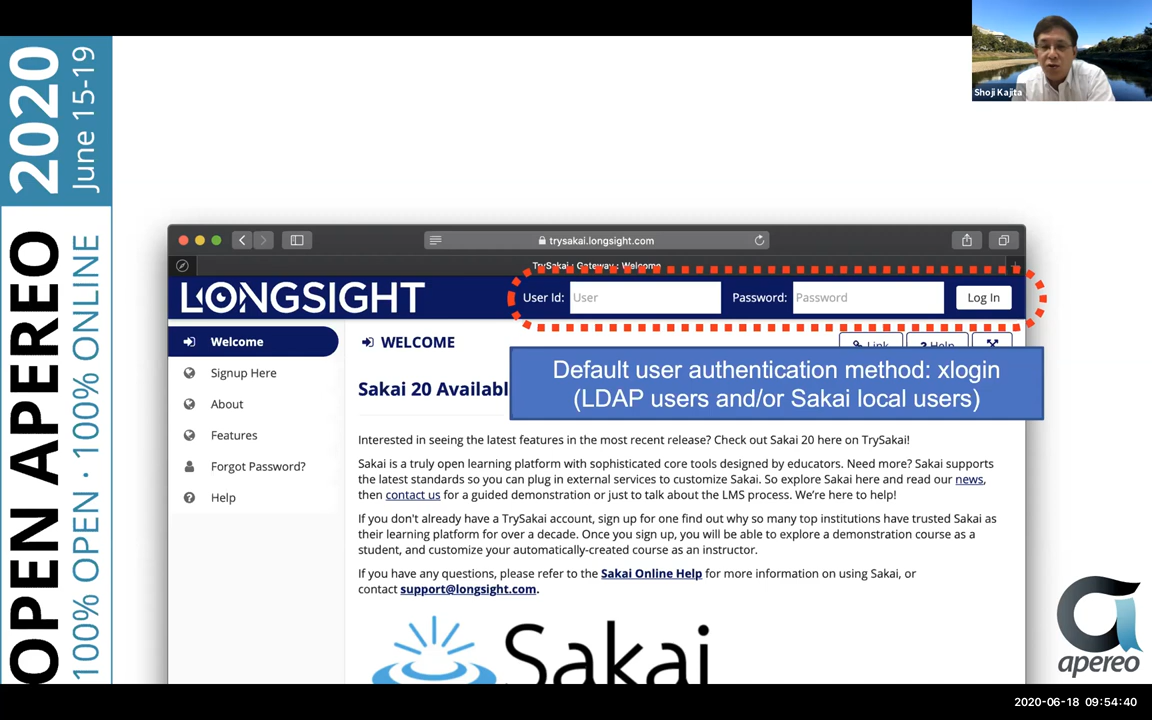 OPEN APEREO 2020
100% OPEN · 100% ONLINE June 15-19
Shoji Kajita
trysakai.longsight.com
TrySakai : Gateway : Welcome
LONGSIGHT
User Id: User Password: Password Log In
Welcome
Signup Here
About
Features
Forgot Password?
Help
WELCOME
Link ? Help
Sakai 20 Availabl
Default user authentication method: xlogin
(LDAP users and/or Sakai local users)
Interested in seeing the latest features in the most recent release? Check out Sakai 20 here on TrySakai!
Sakai is a truly open learning platform with sophisticated core tools designed by educators. Need more? Sakai supports
the latest standards so you can plug in external services to customize Sakai. So explore Sakai here and read our news,
then contact us for a guided demonstration or just to talk about the LMS process. We’re here to help!
If you don't already have a TrySakai account, sign up for one find out why so many top institutions have trusted Sakai as
their learning platform for over a decade. Once you sign up, you will be able to explore a demonstration course as a
student, and customize your automatically-created course as an instructor.
If you have any questions, please refer to the Sakai Online Help for more information on using Sakai, or
contact support@longsight.com.
Sakai
apereo
2020-06-18 09:54:40